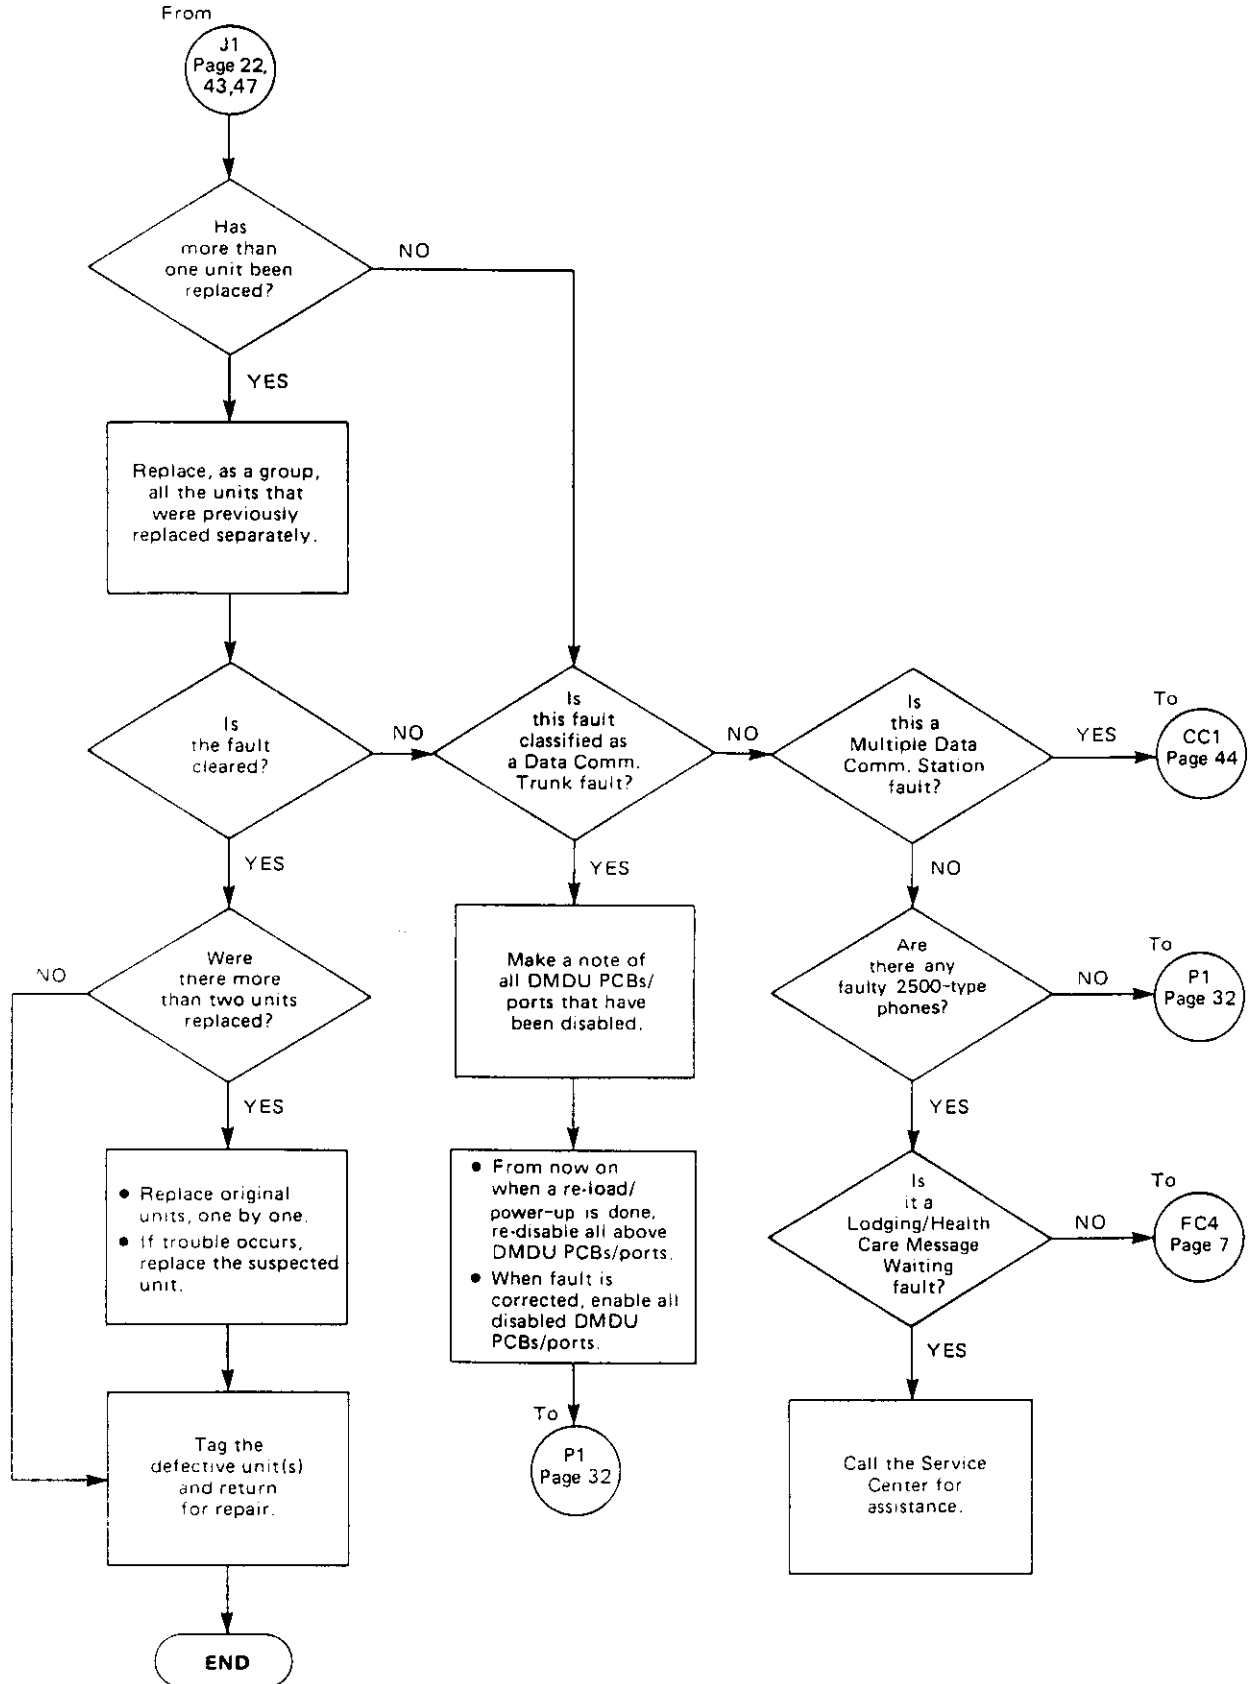 From
J1
Page 22,
43,47
Has
more than
one unit been
replaced?
NO
YES
Replace, as a group,
all the units that
were previously
replaced separately.
Is
the fault
cleared?
NO
YES
Is
this fault
classified as
a Data Comm.
Trunk fault?
NO
YES
Is
this a
Multiple Data
Comm. Station
fault?
YES
To
CC1
Page 44
NO
Were
there more
than two units
replaced?
NO
YES
Make a note of
all DMDU PCBs/
ports that have
been disabled.
Are
there any
faulty 2500-type
phones?
NO
To
P1
Page 32
YES
● Replace original
units, one by one.
● If trouble occurs,
replace the suspected
unit.
● From now on
when a re-load/
power-up is done,
re-disable all above
DMDU PCBs/ports.
● When fault is
corrected, enable all
disabled DMDU
PCBs/ports.
Is
it a
Lodging/Health
Care Message
Waiting
fault?
NO
To
FC4
Page 7
YES
Tag the
defective unit(s)
and return
for repair.
To
P1
Page 32
Call the Service
Center for
assistance.
END